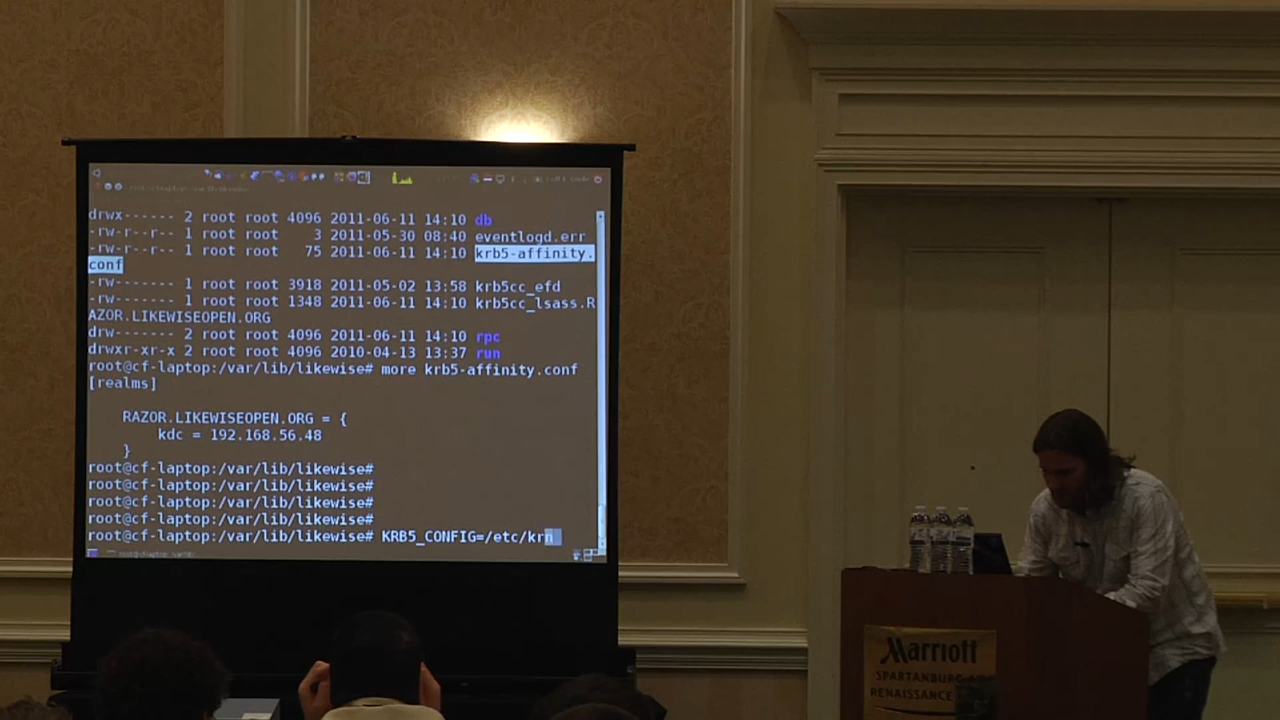 drwx------ 2 root root 4096 2011-06-11 14:10 db
-rw-r--r-- 1 root root    3 2011-05-30 08:40 eventlogd.err
-rw-r--r-- 1 root root   75 2011-06-11 14:10 krb5-affinity.
conf
-rw------- 1 root root 3918 2011-05-02 13:58 krb5cc_efd
-rw------- 1 root root 1348 2011-06-11 14:10 krb5cc_lsass.R
AZOR.LIKEWISEOPEN.ORG
drw------- 2 root root 4096 2011-06-11 14:10 rpc
drwxr-xr-x 2 root root 4096 2010-04-13 13:37 run
root@cf-laptop:/var/lib/likewise# more krb5-affinity.conf
[realms]
RAZOR.LIKEWISEOPEN.ORG = {
kdc = 192.168.56.48
}
root@cf-laptop:/var/lib/likewise#
root@cf-laptop:/var/lib/likewise#
root@cf-laptop:/var/lib/likewise#
root@cf-laptop:/var/lib/likewise#
root@cf-laptop:/var/lib/likewise# KRB5_CONFIG=/etc/krn
Marriott
SPARTANBURG
RENAISSANCE